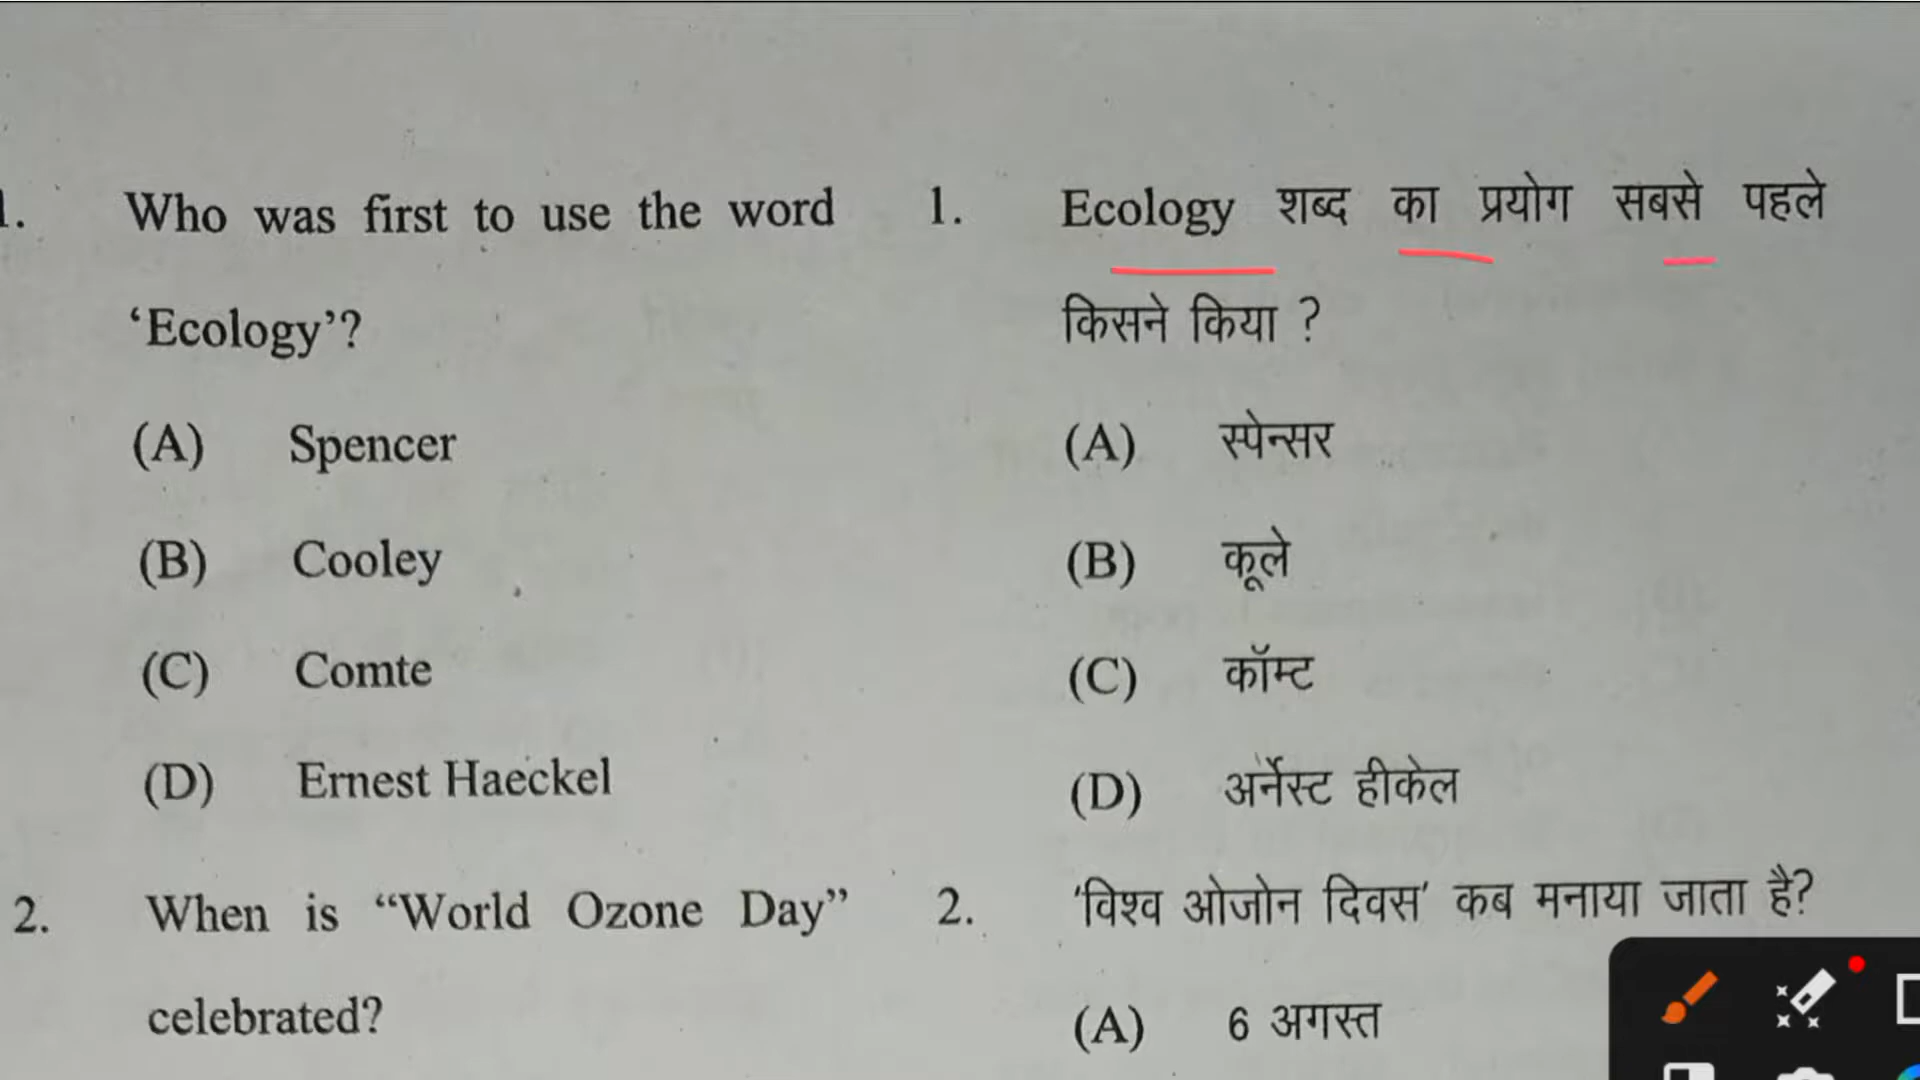 1.
Who was first to use the word
‘Ecology’?
(A) Spencer
(B) Cooley
(C) Comte
(D) Ernest Haeckel
2. When is “World Ozone Day”
celebrated?
1. Ecology शब्द का प्रयोग सबसे पहले
किसने किया ?
(A) स्पेन्सर
(B) कूले
(C) कॉम्ट
(D) अर्नेस्ट हीकेल
2. 'विश्व ओजोन दिवस' कब मनाया जाता है?
(A) 6 अगस्त